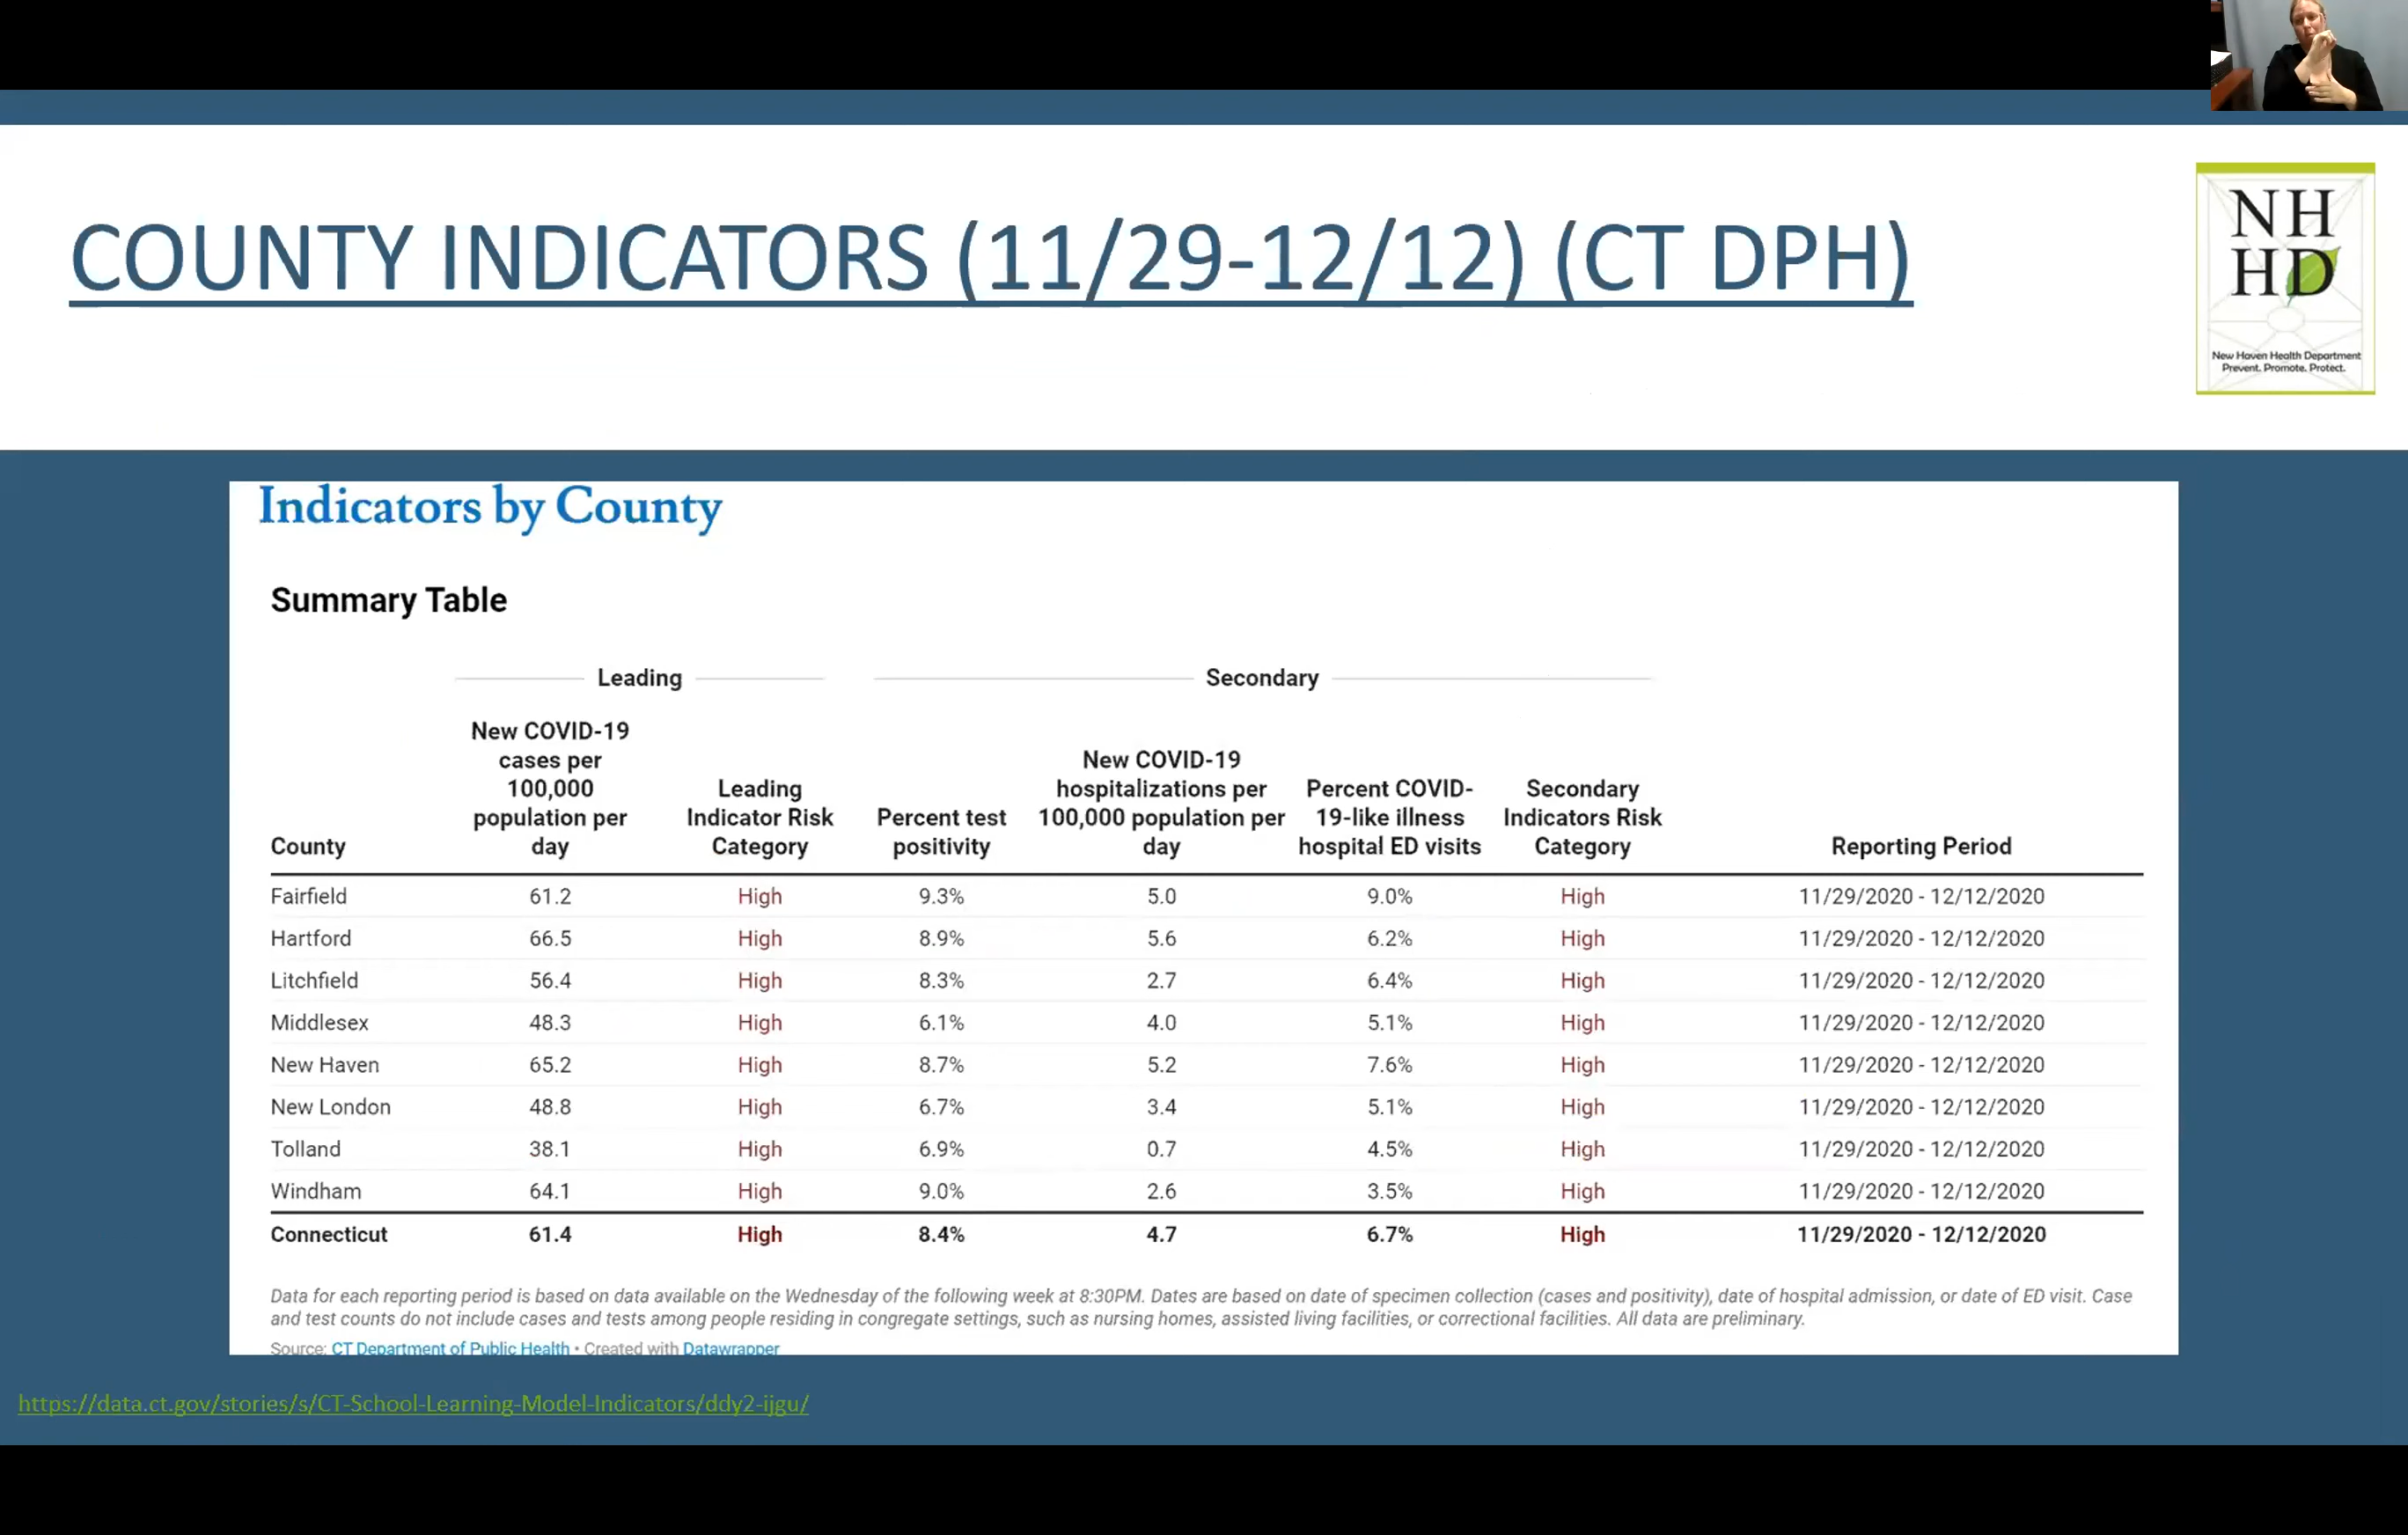 COUNTY INDICATORS (11/29-12/12) (CT DPH)
NH
HD
New Haven Health Department
Prevent. Promote. Protect.
Indicators by County
Summary Table
Leading
Secondary
County
New COVID-19
cases per
100,000
population per
day
Leading
Indicator Risk
Category
Percent test
positivity
New COVID-19
hospitalizations per
100,000 population per
day
Percent COVID-
19-like illness
hospital ED visits
Secondary
Indicators Risk
Category
Reporting Period
Fairfield 61.2 High 9.3% 5.0 9.0% High 11/29/2020 - 12/12/2020
Hartford 66.5 High 8.9% 5.6 6.2% High 11/29/2020 - 12/12/2020
Litchfield 56.4 High 8.3% 2.7 6.4% High 11/29/2020 - 12/12/2020
Middlesex 48.3 High 6.1% 4.0 5.1% High 11/29/2020 - 12/12/2020
New Haven 65.2 High 8.7% 5.2 7.6% High 11/29/2020 - 12/12/2020
New London 48.8 High 6.7% 3.4 5.1% High 11/29/2020 - 12/12/2020
Tolland 38.1 High 6.9% 0.7 4.5% High 11/29/2020 - 12/12/2020
Windham 64.1 High 9.0% 2.6 3.5% High 11/29/2020 - 12/12/2020
Connecticut 61.4 High 8.4% 4.7 6.7% High 11/29/2020 - 12/12/2020
Data for each reporting period is based on data available on the Wednesday of the following week at 8:30PM. Dates are based on date of specimen collection (cases and positivity), date of hospital admission, or date of ED visit. Case
and test counts do not include cases and tests among people residing in congregate settings, such as nursing homes, assisted living facilities, or correctional facilities. All data are preliminary.
Source: CT Department of Public Health • Created with Datawrapper
https://data.ct.gov/stories/s/CT-School-Learning-Model-Indicators/ddy2-ijgu/